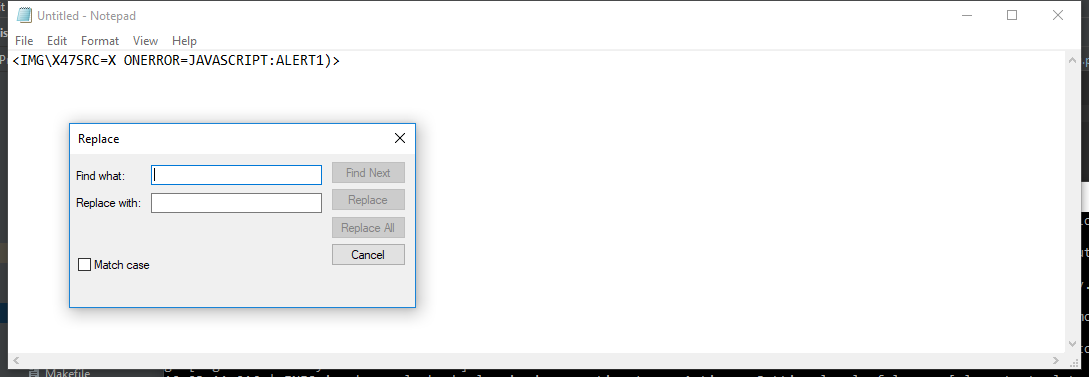 Untitled - Notepad
File Edit Format View Help
<IMG\X47SRC=X ONERROR=JAVASCRIPT:ALERT1)>
Replace
Find what:
Find Next
Replace with:
Replace
Replace All
Cancel
Match case
Makefile